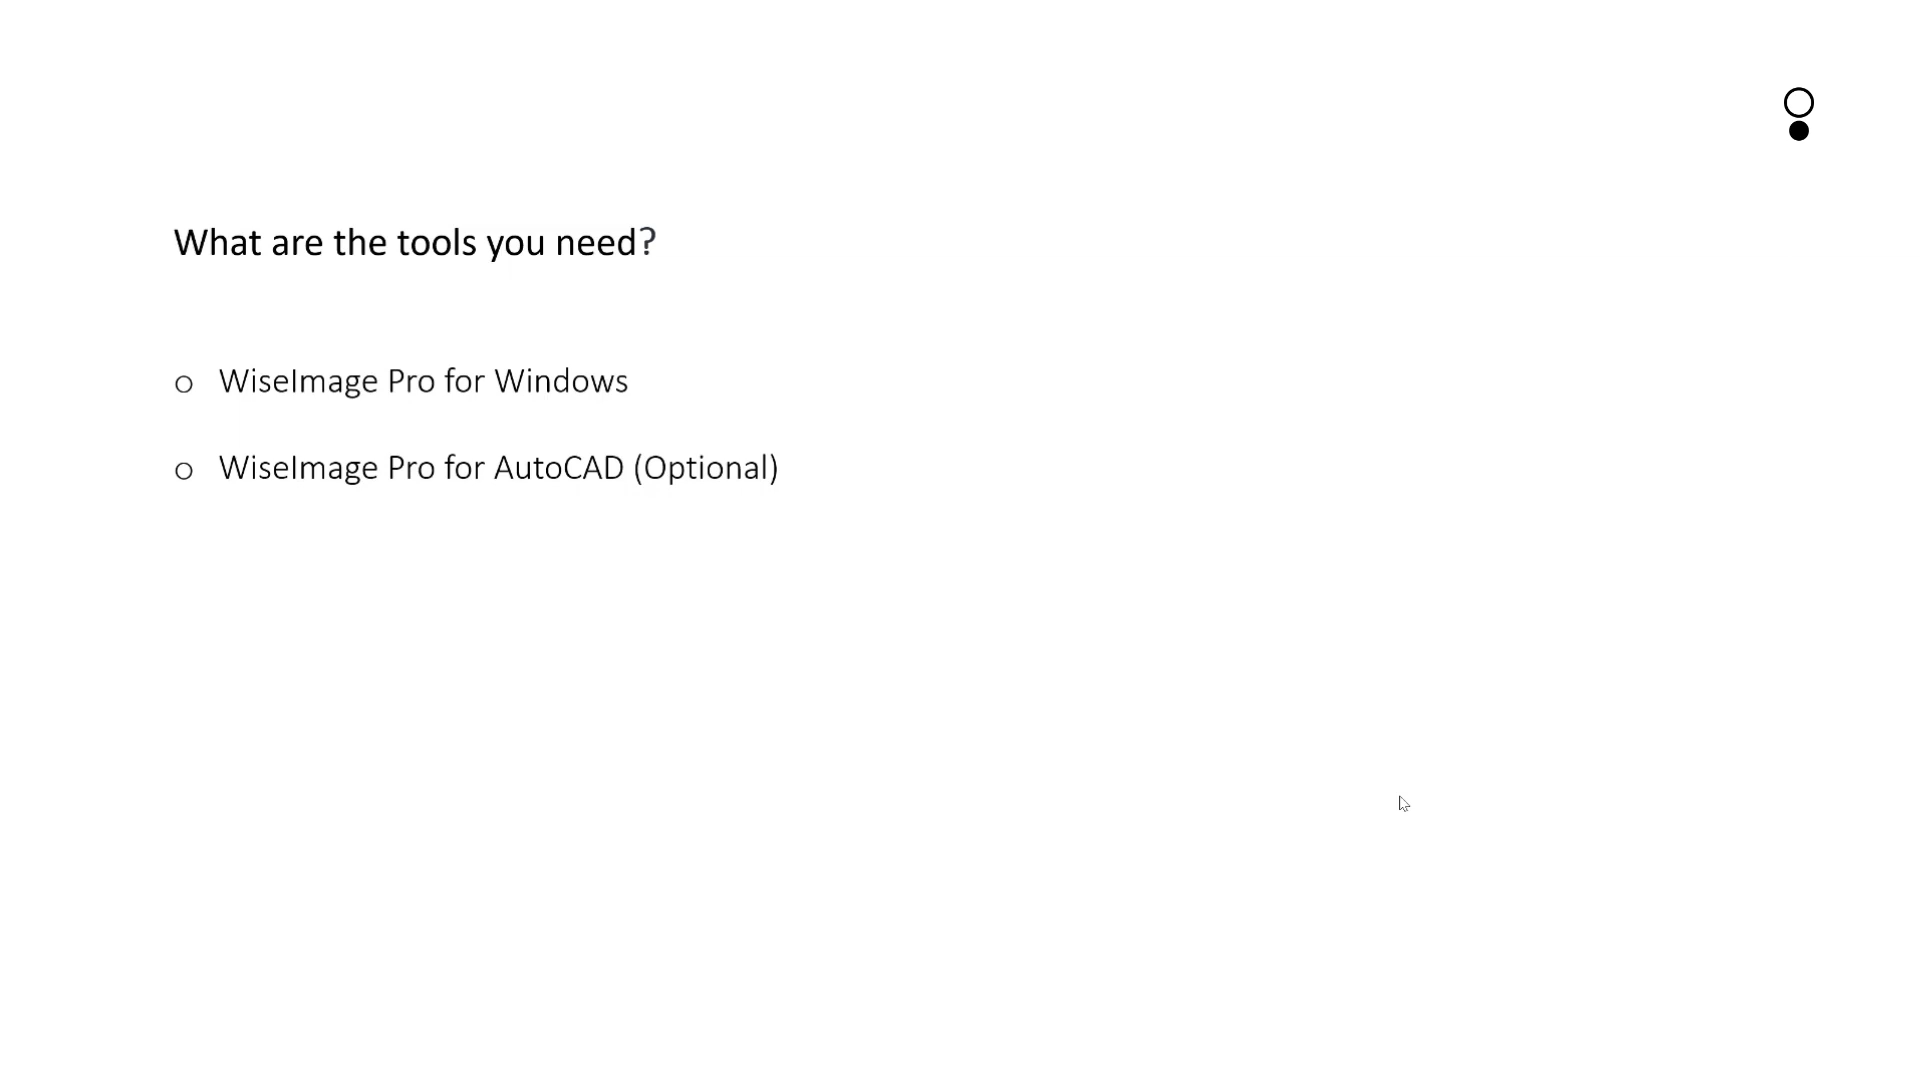 What are the tools you need?
o WiseImage Pro for Windows
o WiseImage Pro for AutoCAD (Optional)